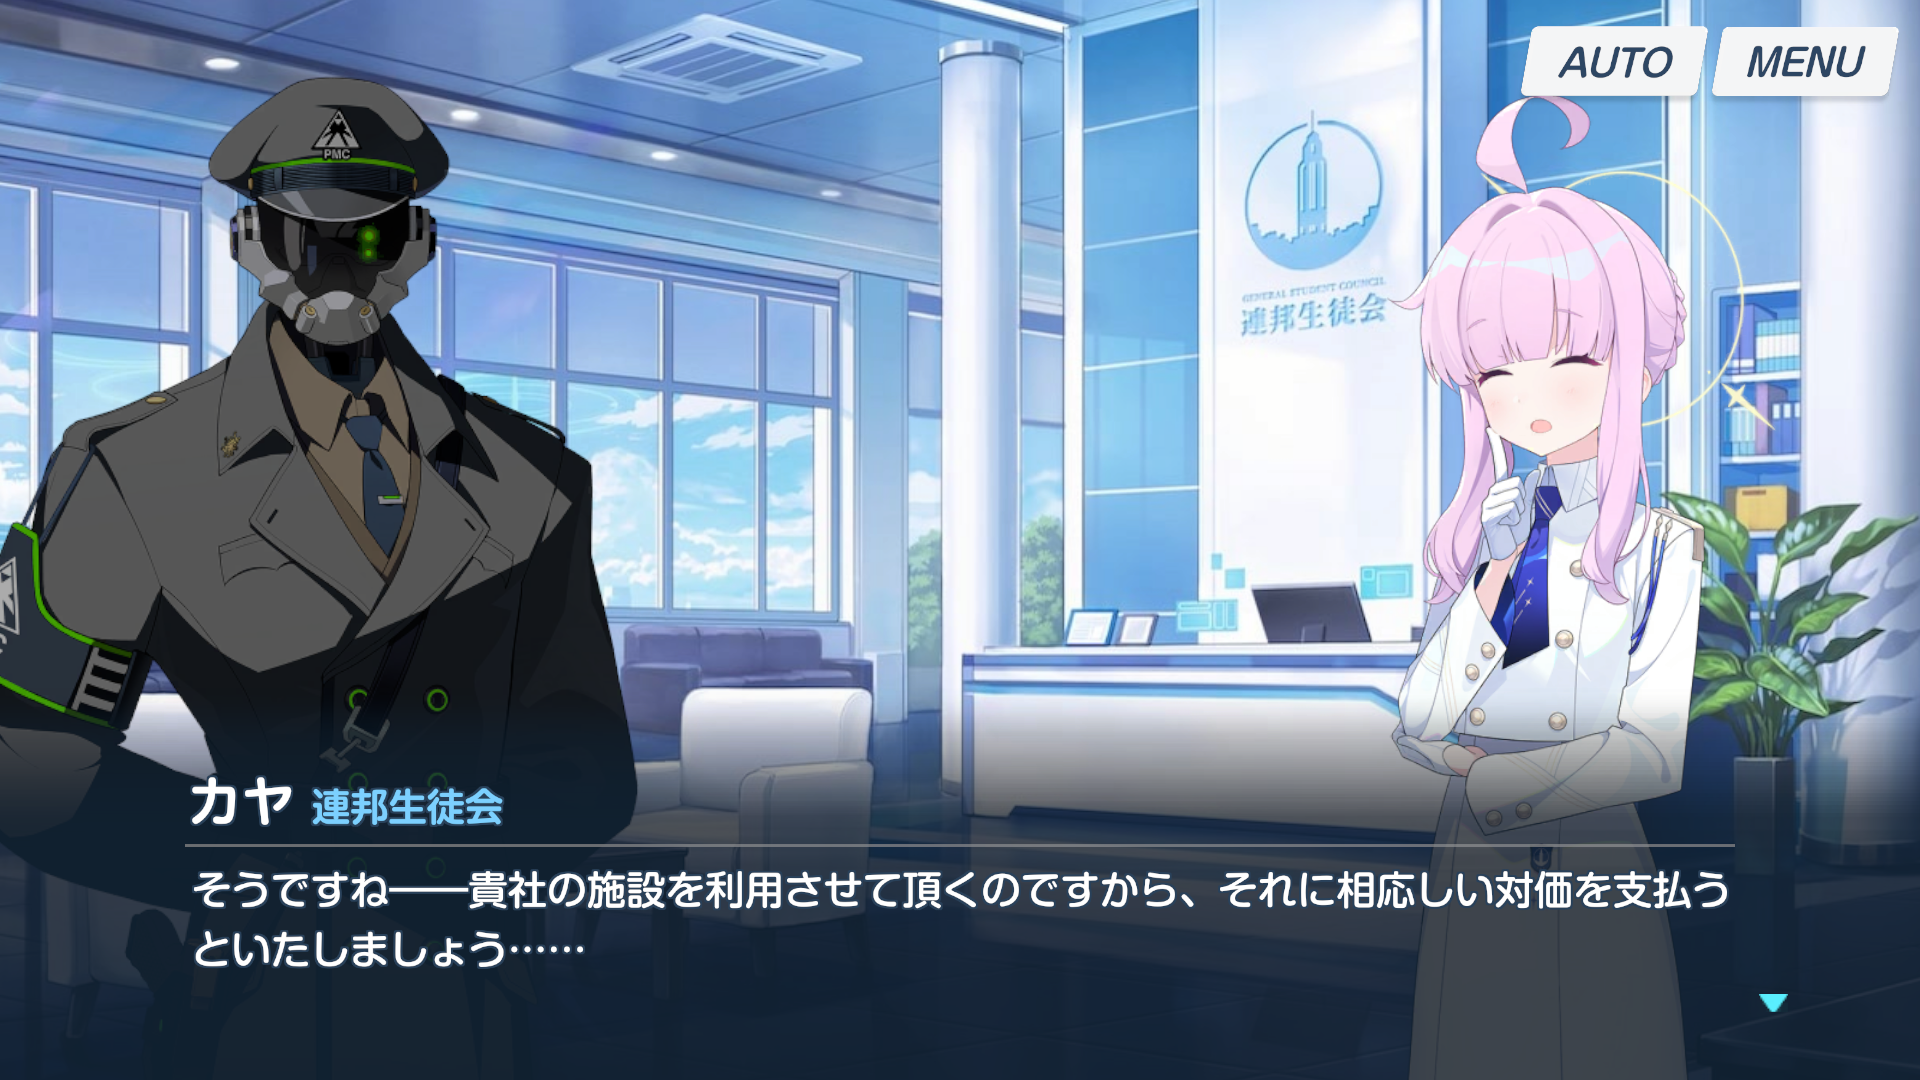 AUTO
MENU
PMC
GENERAL STUDENT COUNCIL
連邦生徒会
カヤ 連邦生徒会
そうですね――貴社の施設を利用させて頂くのですから、それに相応しい対価を支払う
といたしましょう……